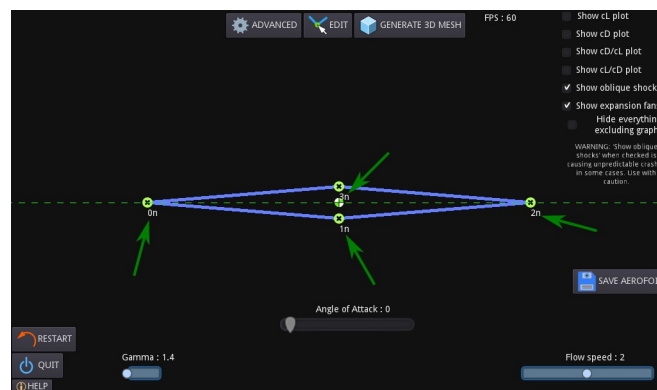 ADVANCED
EDIT
GENERATE 3D MESH
FPS : 60
Show cL plot
Show cD plot
Show cD/cL plot
Show cL/cD plot
Show oblique shock
Show expansion fan
Hide everythin
excluding graph
WARNING: 'Show oblique
shocks' when checked is
causing unpredictable crash
in some cases. Use with
caution.
3n
0n
2n
1n
SAVE AEROFOI
Angle of Attack : 0
RESTART
QUIT
HELP
Gamma : 1.4
Flow speed : 2